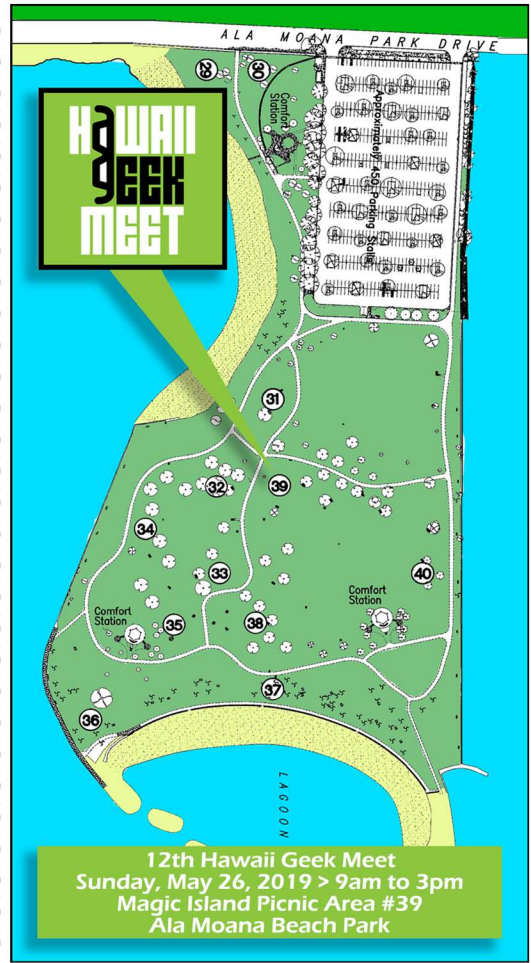 ALA MOANA PARK DRIVE
29
30
Comfort
Station
Approximately 450 Parking Stalls
HAWAII
GEEK
MEET
31
32
39
34
33
40
Comfort
Station
Comfort
Station
35
38
37
36
LAGOON
12th Hawaii Geek Meet
Sunday, May 26, 2019 > 9am to 3pm
Magic Island Picnic Area #39
Ala Moana Beach Park